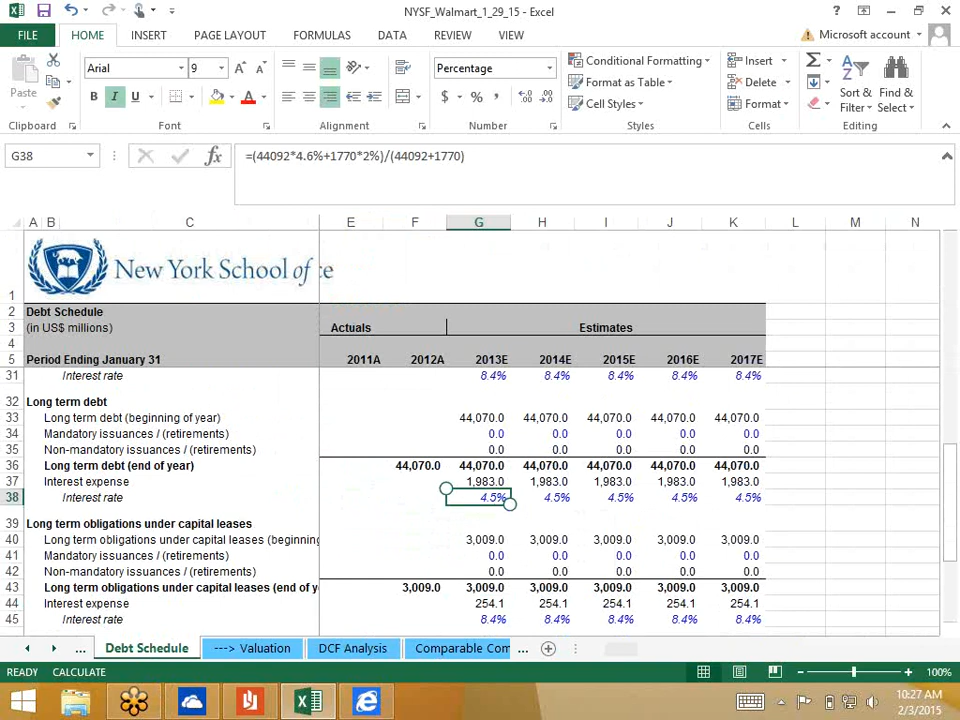 NYSF_Walmart_1_29_15 - Excel
FILE HOME INSERT PAGE LAYOUT FORMULAS DATA REVIEW VIEW Microsoft account
Paste
Arial 9
B I U
Percentage
$ % ,
Conditional Formatting
Format as Table
Cell Styles
Insert
Delete
Format
Sort & Filter
Find & Select
Clipboard Font Alignment Number Styles Cells Editing
G38 fx =(44092*4.6%+1770*2%)/(44092+1770)
A B C E F G H I J K L M N
1 New York School of e
2 Debt Schedule
3 (in US$ millions) Actuals Estimates
4
5 Period Ending January 31 2011A 2012A 2013E 2014E 2015E 2016E 2017E
31 Interest rate 8.4% 8.4% 8.4% 8.4% 8.4%
32 Long term debt
33 Long term debt (beginning of year) 44,070.0 44,070.0 44,070.0 44,070.0 44,070.0
34 Mandatory issuances / (retirements) 0.0 0.0 0.0 0.0 0.0
35 Non-mandatory issuances / (retirements) 0.0 0.0 0.0 0.0 0.0
36 Long term debt (end of year) 44,070.0 44,070.0 44,070.0 44,070.0 44,070.0 44,070.0
37 Interest expense 1,983.0 1,983.0 1,983.0 1,983.0 1,983.0
38 Interest rate 4.5% 4.5% 4.5% 4.5% 4.5%
39 Long term obligations under capital leases
40 Long term obligations under capital leases (beginning 3,009.0 3,009.0 3,009.0 3,009.0 3,009.0
41 Mandatory issuances / (retirements) 0.0 0.0 0.0 0.0 0.0
42 Non-mandatory issuances / (retirements) 0.0 0.0 0.0 0.0 0.0
43 Long term obligations under capital leases (end of y 3,009.0 3,009.0 3,009.0 3,009.0 3,009.0 3,009.0
44 Interest expense 254.1 254.1 254.1 254.1 254.1
45 Interest rate 8.4% 8.4% 8.4% 8.4% 8.4%
... Debt Schedule ---> Valuation DCF Analysis Comparable Com ...
READY CALCULATE 100%
10:27 AM
2/3/2015